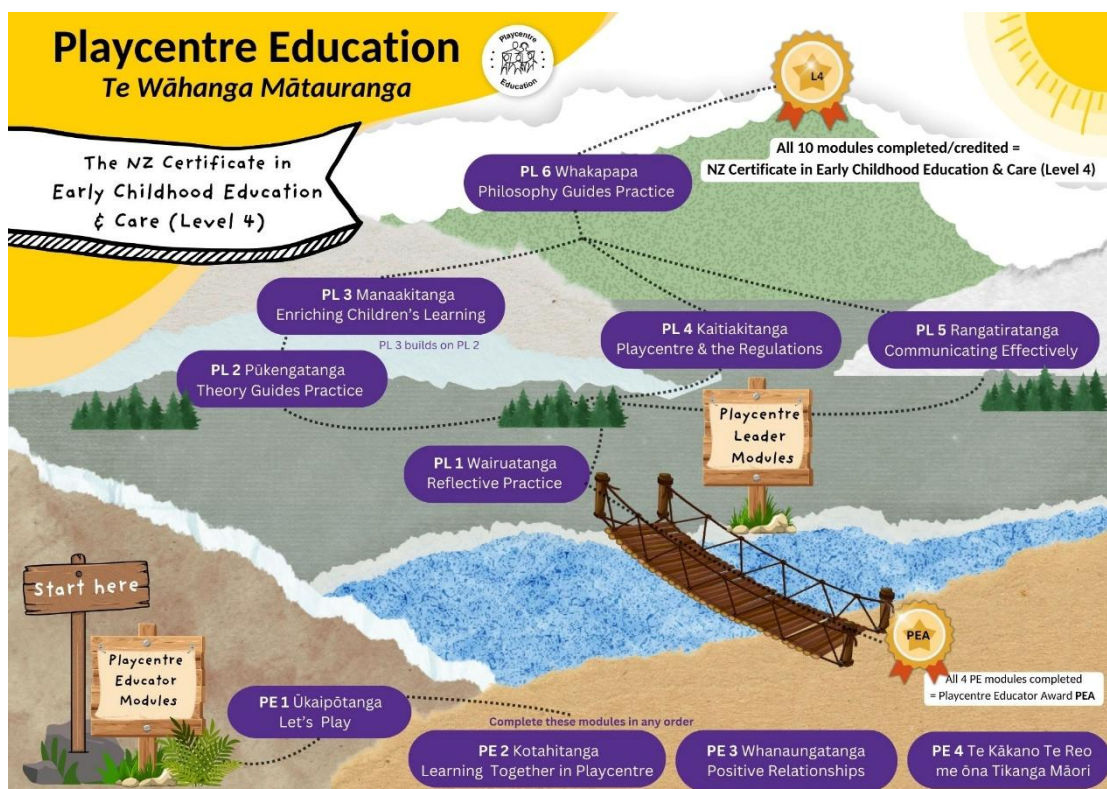 Playcentre Education
Te Wāhanga Mātauranga
Playcentre
Education
The NZ Certificate in
Early Childhood Education
& Care (Level 4)
L4
All 10 modules completed/credited =
NZ Certificate in Early Childhood Education & Care (Level 4)
PL 6 Whakapapa
Philosophy Guides Practice
PL 3 Manaakitanga
Enriching Children's Learning
PL 3 builds on PL 2
PL 4 Kaitiakitanga
Playcentre & the Regulations
PL 5 Rangatiratanga
Communicating Effectively
PL 2 Pūkengatanga
Theory Guides Practice
Playcentre
Leader
Modules
PL 1 Wairuatanga
Reflective Practice
Start here
Playcentre
Educator
Modules
PEA
All 4 PE modules completed
= Playcentre Educator Award PEA
PE 1 Ūkaipōtanga
Let's Play
Complete these modules in any order
PE 2 Kotahitanga
Learning Together in Playcentre
PE 3 Whanaungatanga
Positive Relationships
PE 4 Te Kākano Te Reo
me ōna Tikanga Māori